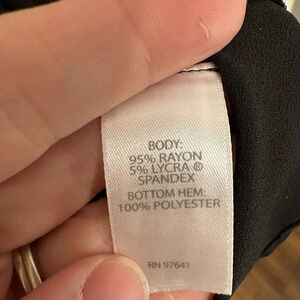 BODY:
95% RAYON
5% LYCRA ®
SPANDEX
BOTTOM HEM:
100% POLYESTER
RN 97641